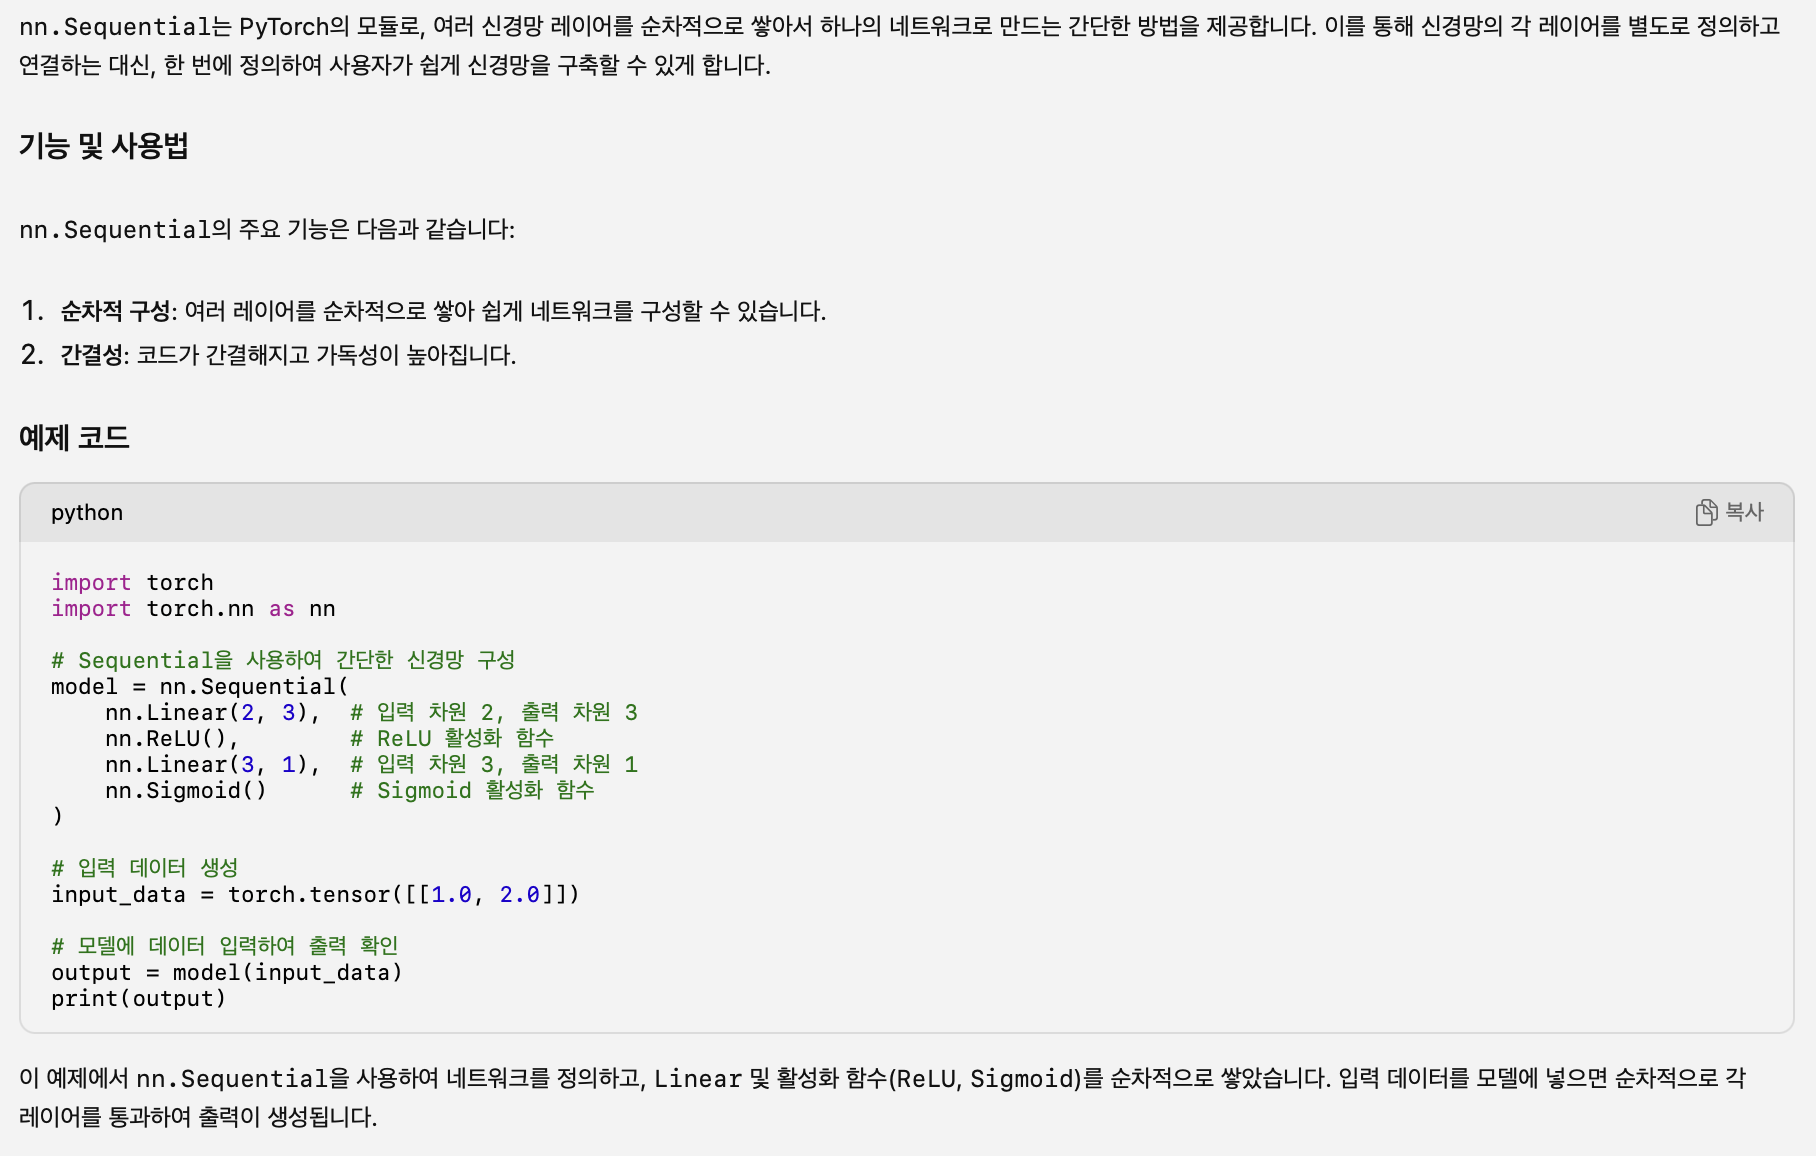 nn.Sequential는 PyTorch의 모듈로, 여러 신경망 레이어를 순차적으로 쌓아서 하나의 네트워크로 만드는 간단한 방법을 제공합니다. 이를 통해 신경망의 각 레이어를 별도로 정의하고
연결하는 대신, 한 번에 정의하여 사용자가 쉽게 신경망을 구축할 수 있게 합니다.
기능 및 사용법
nn.Sequential의 주요 기능은 다음과 같습니다:
1. 순차적 구성: 여러 레이어를 순차적으로 쌓아 쉽게 네트워크를 구성할 수 있습니다.
2. 간결성: 코드가 간결해지고 가독성이 높아집니다.
예제 코드
python 복사
import torch
import torch.nn as nn
# Sequential을 사용하여 간단한 신경망 구성
model = nn.Sequential(
    nn.Linear(2, 3),  # 입력 차원 2, 출력 차원 3
    nn.ReLU(),        # ReLU 활성화 함수
    nn.Linear(3, 1),  # 입력 차원 3, 출력 차원 1
    nn.Sigmoid()      # Sigmoid 활성화 함수
)
# 입력 데이터 생성
input_data = torch.tensor([[1.0, 2.0]])
# 모델에 데이터 입력하여 출력 확인
output = model(input_data)
print(output)
이 예제에서 nn.Sequential을 사용하여 네트워크를 정의하고, Linear 및 활성화 함수(ReLU, Sigmoid)를 순차적으로 쌓았습니다. 입력 데이터를 모델에 넣으면 순차적으로 각
레이어를 통과하여 출력이 생성됩니다.